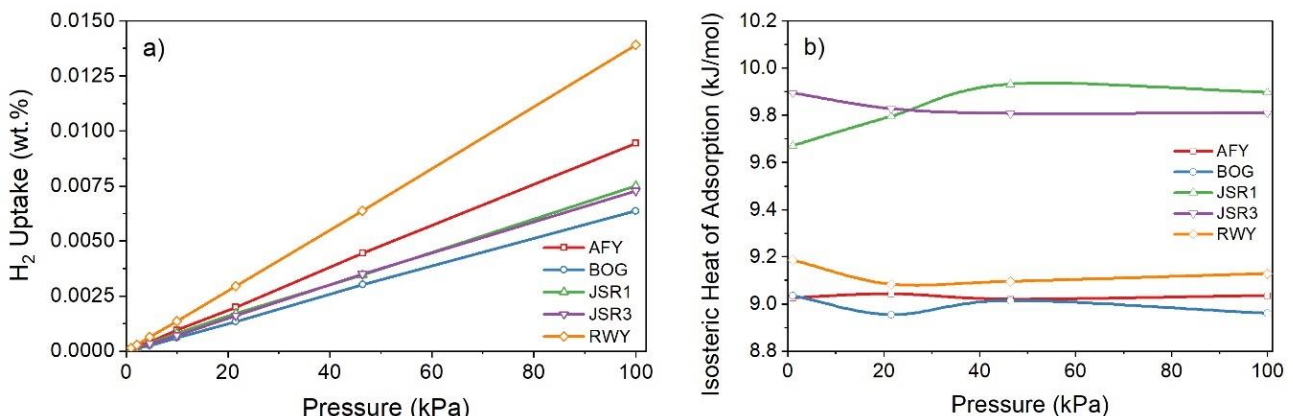 a)
H₂ Uptake (wt.%)
0.0150
0.0125
0.0100
0.0075
0.0050
0.0025
0.0000
AFY
BOG
JSR1
JSR3
RWY
0
20
40
60
80
100
Pressure (kPa)
b)
Isosteric Heat of Adsorption (kJ/mol)
10.2
10.0
9.8
9.6
9.4
9.2
9.0
8.8
AFY
BOG
JSR1
JSR3
RWY
0
20
40
60
80
100
Pressure (kPa)